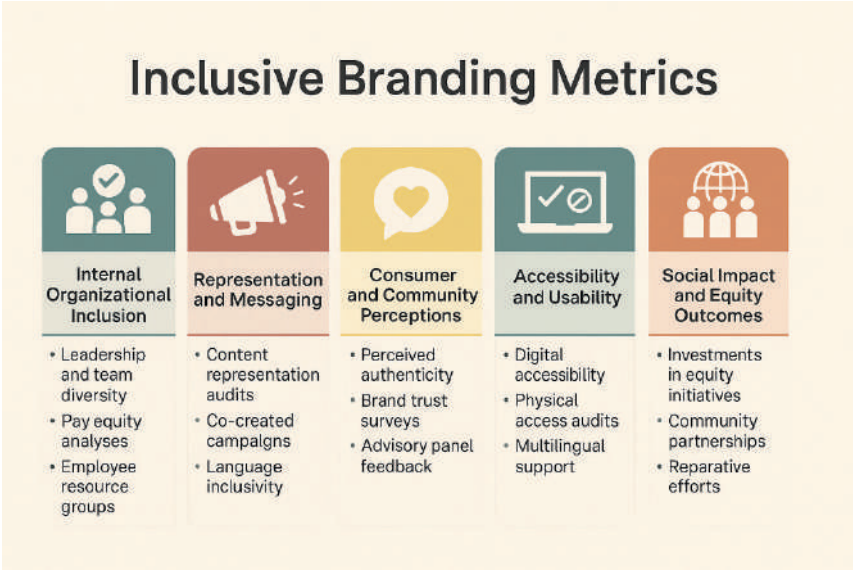 Inclusive Branding Metrics
Internal
Organizational
Inclusion
• Leadership
and team
diversity
• Pay equity
analyses
• Employee
resource
groups
Representation
and Messaging
• Content
representation
audits
• Co-created
campaigns
• Language
inclusivity
Consumer
and Community
Perceptions
• Perceived
authenticity
• Brand trust
surveys
• Advisory panel
feedback
Accessibility
and Usability
• Digital
accessibility
• Physical
access audits
• Multilingual
support
Social Impact
and Equity
Outcomes
• Investments
in equity
initiatives
• Community
partnerships
• Reparative
efforts